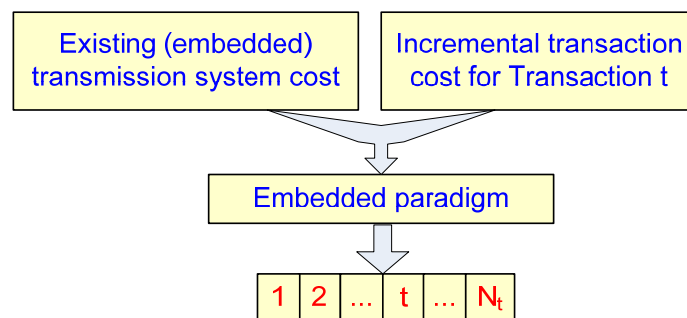 Existing (embedded)
transmission system cost
Incremental transaction
cost for Transaction t
Embedded paradigm
1 2 ... t ... Nt